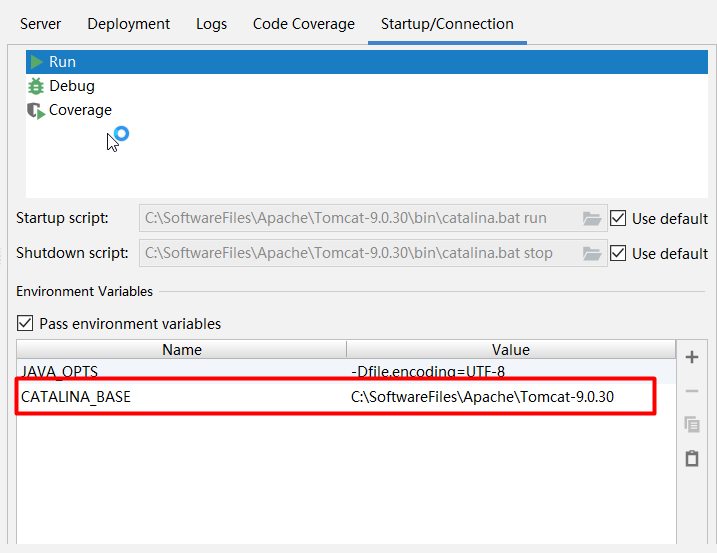 Server Deployment Logs Code Coverage Startup/Connection
Run
Debug
Coverage
Startup script: C:\SoftwareFiles\Apache\Tomcat-9.0.30\bin\catalina.bat run Use default
Shutdown script: C:\SoftwareFiles\Apache\Tomcat-9.0.30\bin\catalina.bat stop Use default
Environment Variables
Pass environment variables
Name Value
JAVA_OPTS -Dfile.encoding=UTF-8
CATALINA_BASE C:\SoftwareFiles\Apache\Tomcat-9.0.30